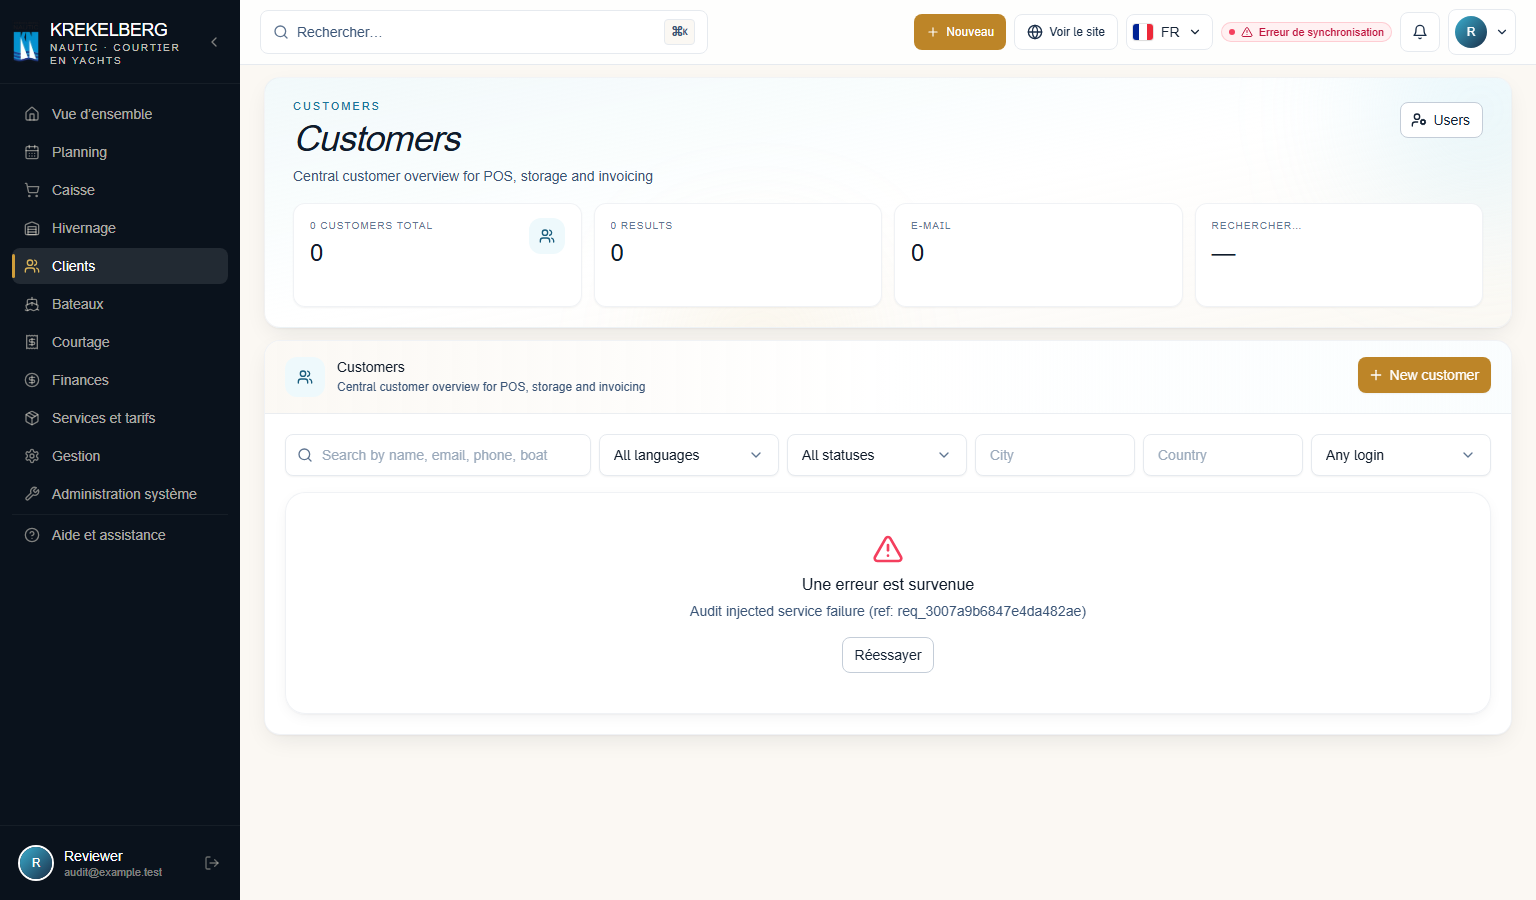 KREKELBERG
NAUTIC · COURTIER
EN YACHTS
Rechercher…
⌘K
Nouveau
Voir le site
FR
Erreur de synchronisation
R
Vue d'ensemble
Planning
Caisse
Hivernage
Clients
Bateaux
Courtage
Finances
Services et tarifs
Gestion
Administration système
Aide et assistance
R
Reviewer
audit@example.test
CUSTOMERS
Customers
Central customer overview for POS, storage and invoicing
Users
0 CUSTOMERS TOTAL
0
0 RESULTS
0
E-MAIL
0
RECHERCHER…
—
Customers
Central customer overview for POS, storage and invoicing
New customer
Search by name, email, phone, boat
All languages
All statuses
City
Country
Any login
Une erreur est survenue
Audit injected service failure (ref: req_3007a9b6847e4da482ae)
Réessayer